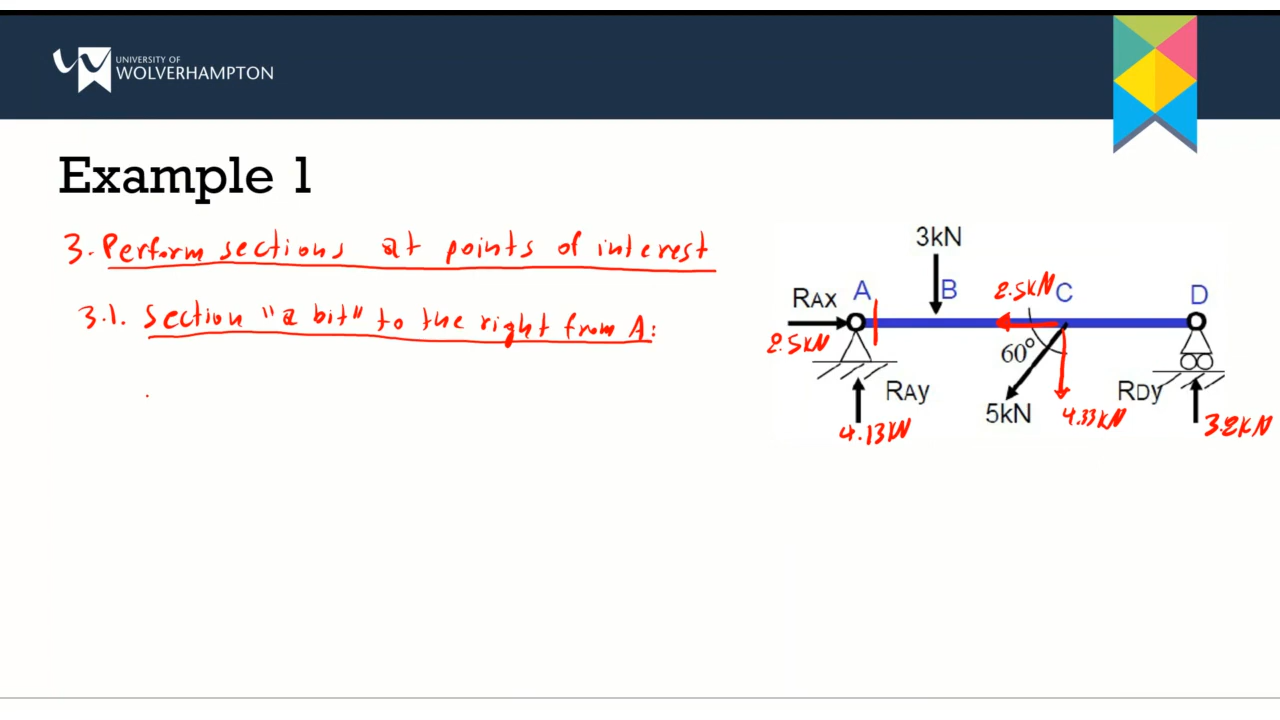 UNIVERSITY OF
WOLVERHAMPTON
Example 1
3. Perform sections at points of interest
3.1. Section "a bit" to the right from A:
3kN
RAX
A
B
2.5kN
C
D
2.5kN
60°
RAy
5kN
RDy
4.13kN
4.33kN
3.2kN